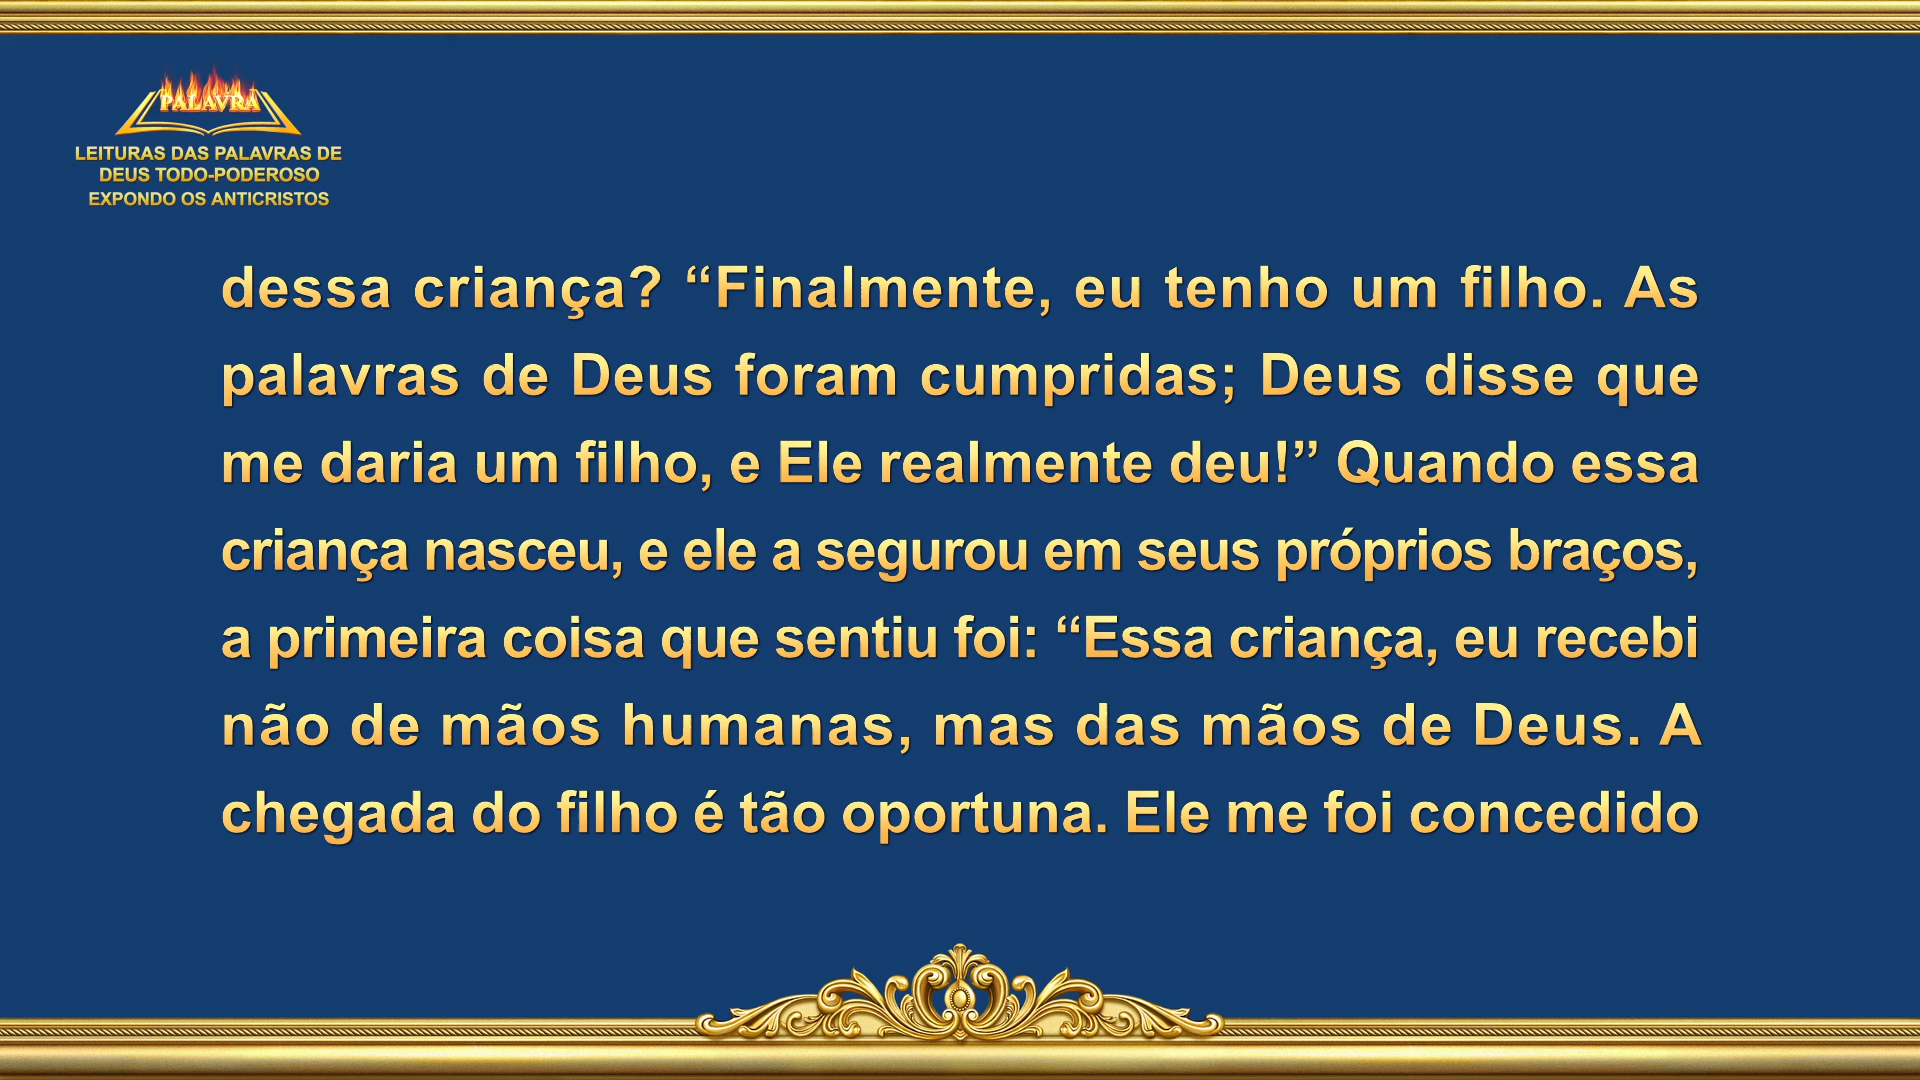 PALAVRA
LEITURAS DAS PALAVRAS DE
DEUS TODO-PODEROSO
EXPONDO OS ANTICRISTOS
dessa criança? “Finalmente, eu tenho um filho. As
palavras de Deus foram cumpridas; Deus disse que
me daria um filho, e Ele realmente deu!” Quando essa
criança nasceu, e ele a segurou em seus próprios braços,
a primeira coisa que sentiu foi: “Essa criança, eu recebi
não de mãos humanas, mas das mãos de Deus. A
chegada do filho é tão oportuna. Ele me foi concedido